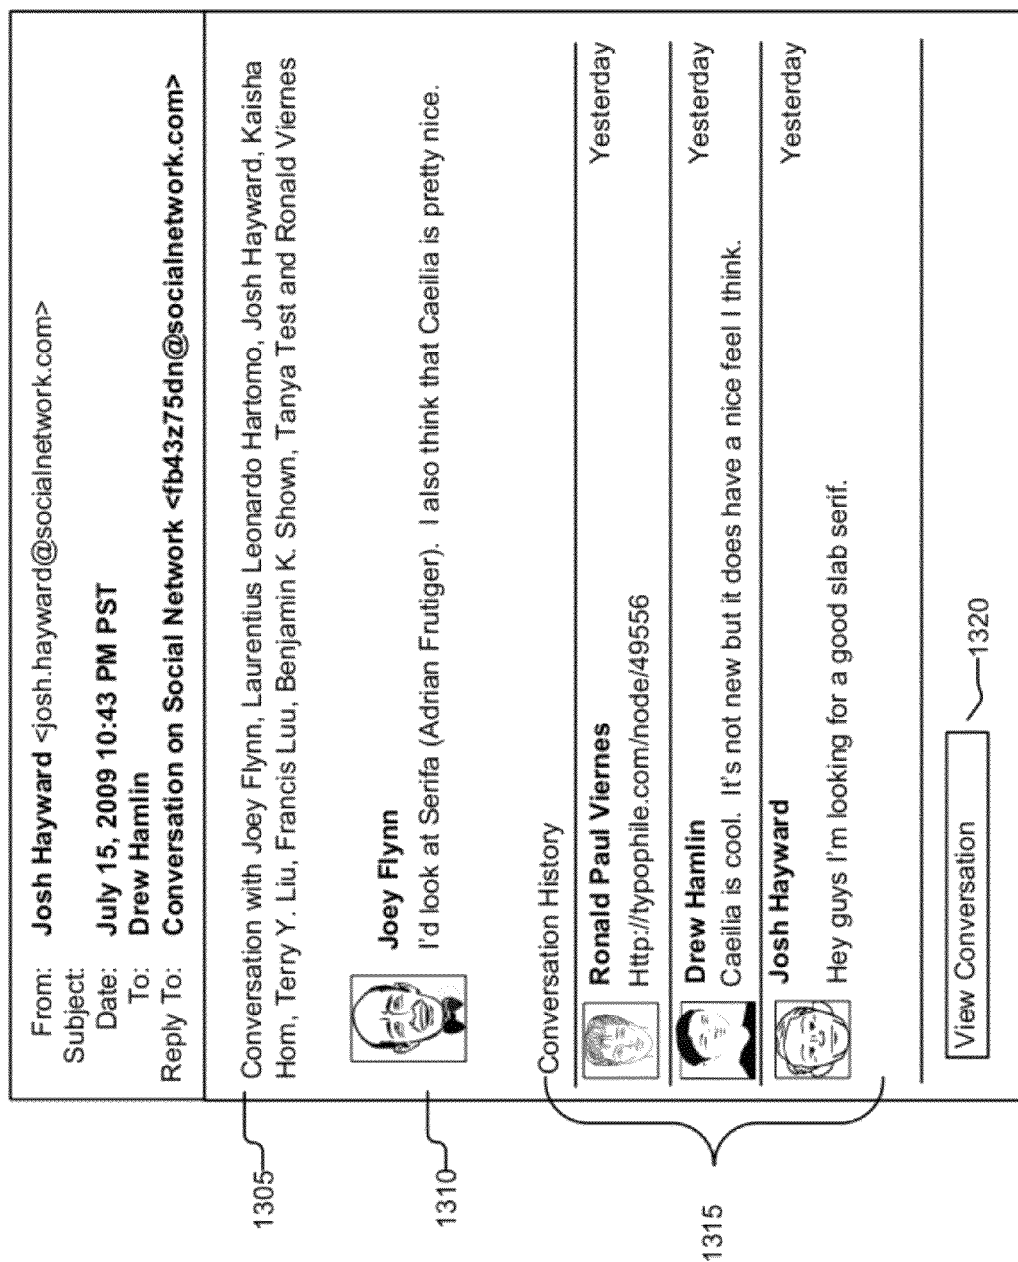 From: Josh Hayward <josh.hayward@socialnetwork.com>
Subject:
Date: July 15, 2009 10:43 PM PST
To: Drew Hamlin
Reply To: Conversation on Social Network <fb43z75dn@socialnetwork.com>
1305
Conversation with Joey Flynn, Laurentius Leonardo Hartomo, Josh Hayward, Kaisha
Hom, Terry Y. Liu, Francis Luu, Benjamin K. Shown, Tanya Test and Ronald Viernes
1310
Joey Flynn
I'd look at Serifa (Adrian Frutiger). I also think that Caeilia is pretty nice.
1315
Conversation History
Ronald Paul Viernes Yesterday
Http://typophile.com/node/49556
Drew Hamlin Yesterday
Caeilia is cool. It's not new but it does have a nice feel I think.
Josh Hayward Yesterday
Hey guys I'm looking for a good slab serif.
View Conversation 1320